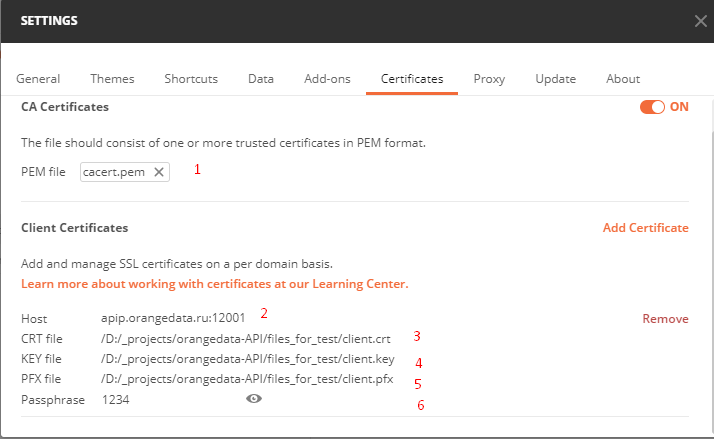 SETTINGS
General Themes Shortcuts Data Add-ons Certificates Proxy Update About
CA Certificates ON
The file should consist of one or more trusted certificates in PEM format.
PEM file cacert.pem 1
Client Certificates Add Certificate
Add and manage SSL certificates on a per domain basis.
Learn more about working with certificates at our Learning Center.
Host apip.orangedata.ru:12001 2 Remove
CRT file /D:/_projects/orangedata-API/files_for_test/client.crt 3
KEY file /D:/_projects/orangedata-API/files_for_test/client.key 4
PFX file /D:/_projects/orangedata-API/files_for_test/client.pfx 5
Passphrase 1234 6